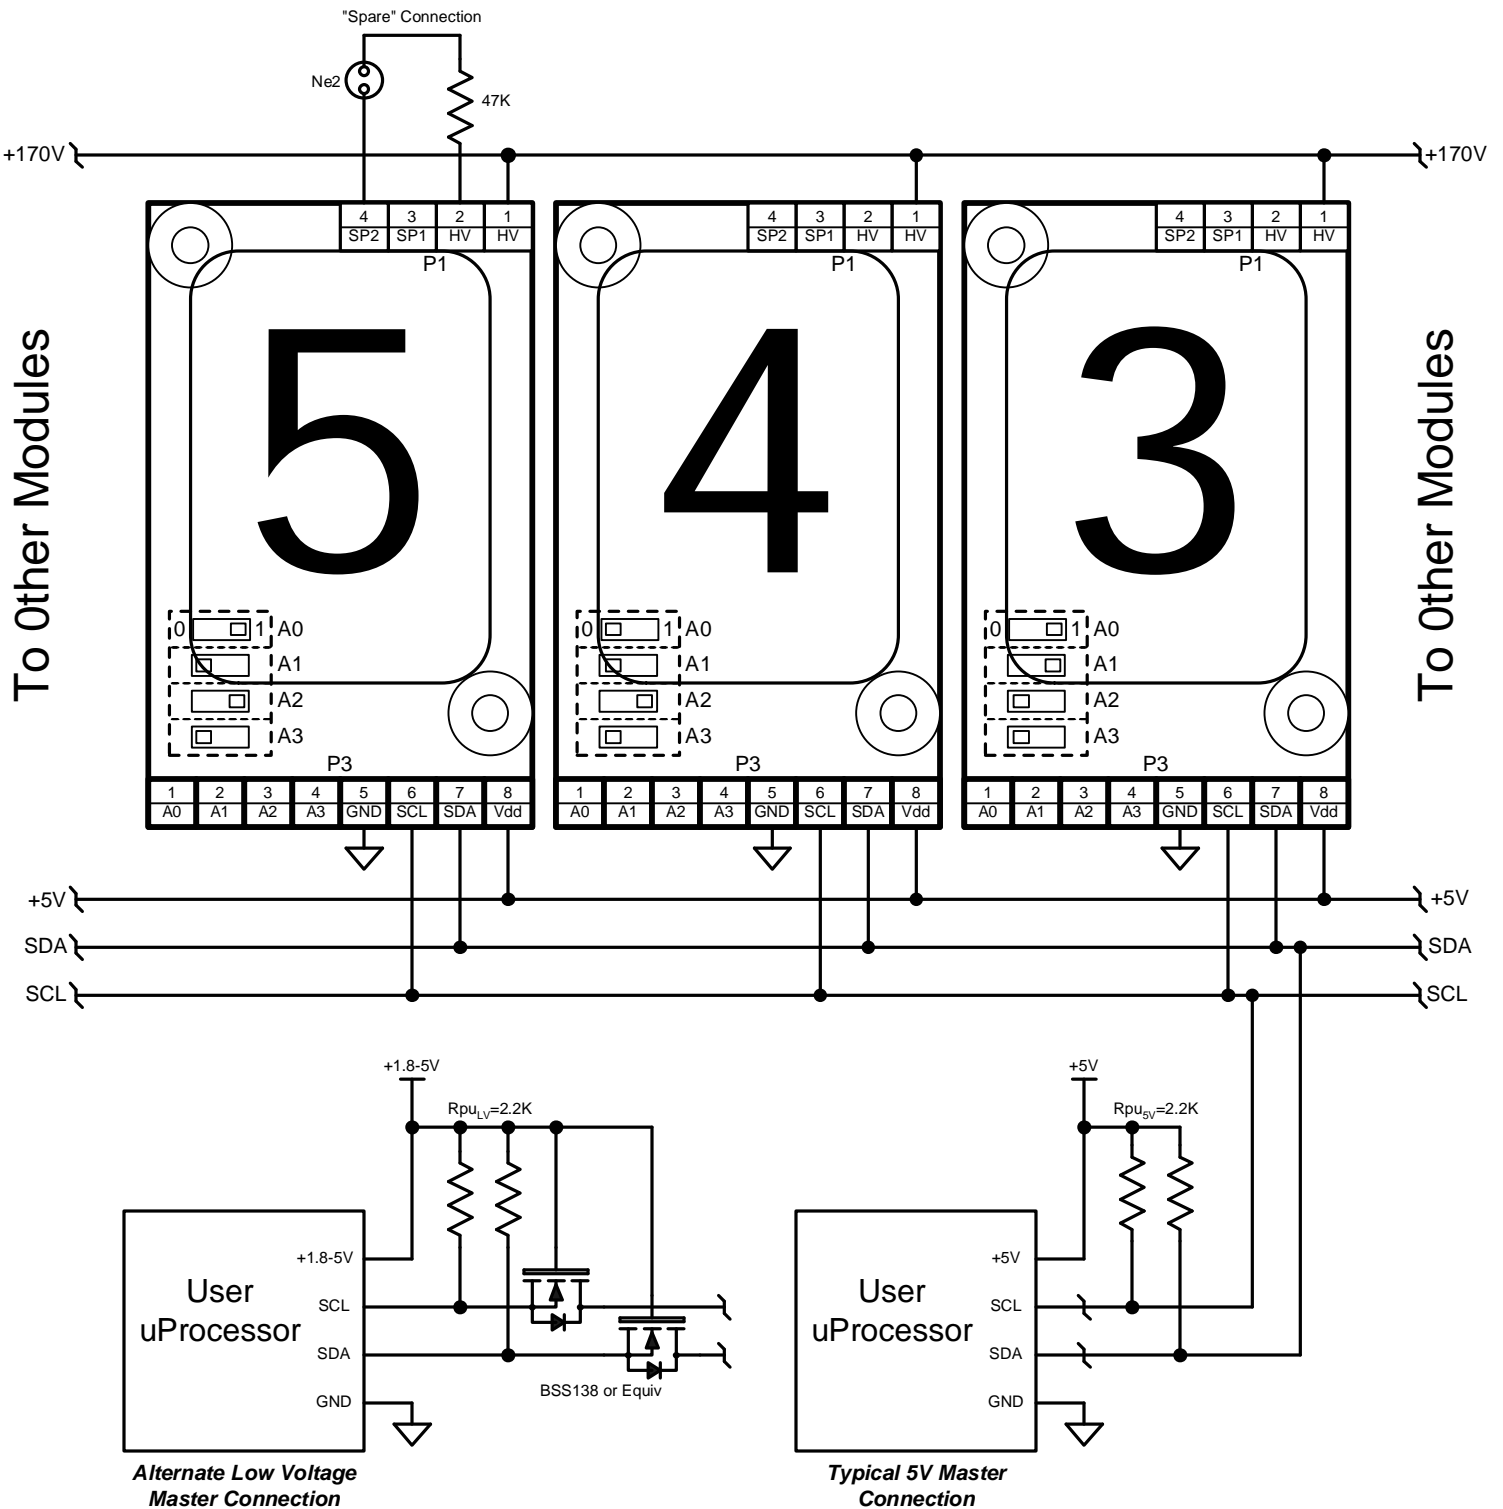 "Spare" Connection
Ne2
47K
+170V
+170V
4 3 2 1
SP2 SP1 HV HV
P1
4 3 2 1
SP2 SP1 HV HV
P1
4 3 2 1
SP2 SP1 HV HV
P1
To 0ther Modules
5
4
3
To 0ther Modules
0 1 A0
A1
A2
A3
0 1 A0
A1
A2
A3
0 1 A0
A1
A2
A3
P3
1 2 3 4 5 6 7 8
A0 A1 A2 A3 GND SCL SDA Vdd
P3
1 2 3 4 5 6 7 8
A0 A1 A2 A3 GND SCL SDA Vdd
P3
1 2 3 4 5 6 7 8
A0 A1 A2 A3 GND SCL SDA Vdd
+5V
+5V
SDA
SDA
SCL
SCL
+1.8-5V
RpuLV=2.2K
+1.8-5V
SCL
SDA
GND
User
uProcessor
BSS138 or Equiv
Alternate Low Voltage
Master Connection
+5V
Rpu5V=2.2K
+5V
SCL
SDA
GND
User
uProcessor
Typical 5V Master
Connection